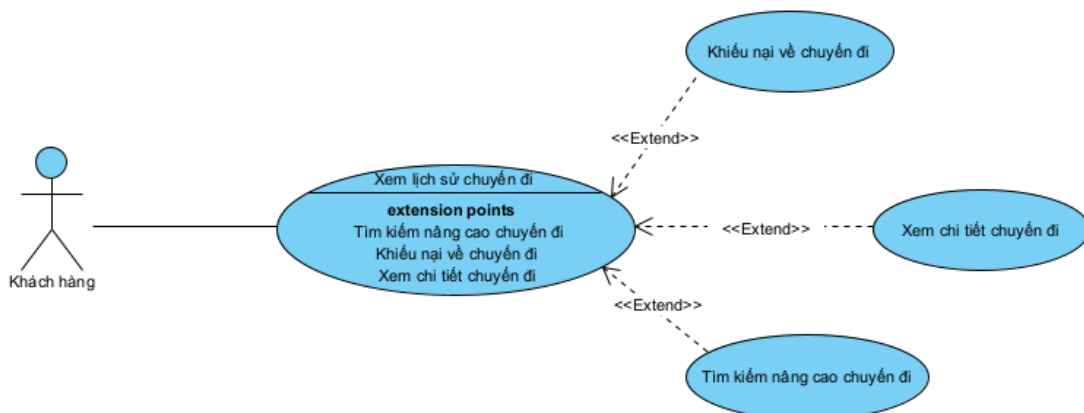 Khiếu nại về chuyến đi
<<Extend>>
Xem lịch sử chuyến đi
extension points
Tìm kiếm nâng cao chuyến đi
Khiếu nại về chuyến đi
Xem chi tiết chuyến đi
<<Extend>>
Xem chi tiết chuyến đi
Khách hàng
<<Extend>>
Tìm kiếm nâng cao chuyến đi